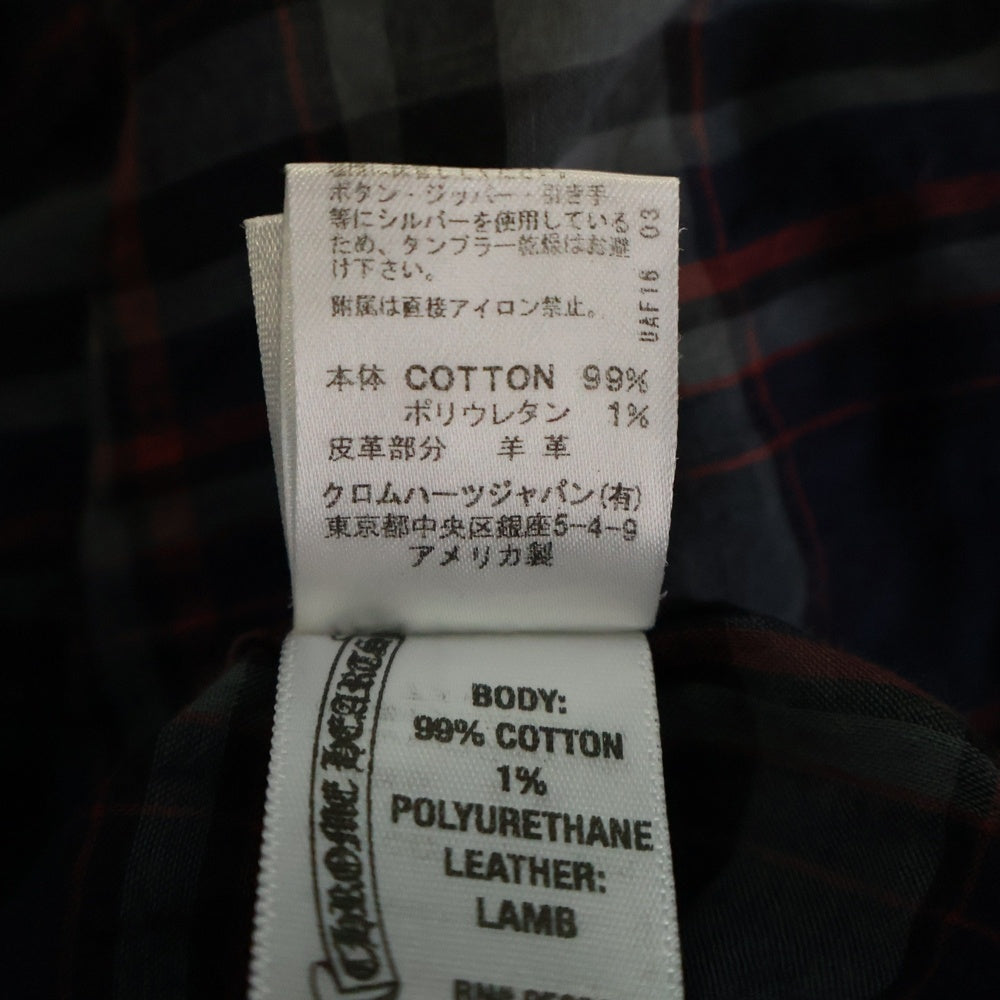 ボタン・ジッパー・引き手
等にシルバーを使用している
ため、タンブラー乾燥はお避
け下さい。
附属は直接アイロン禁止。
UAF16 03
本体 COTTON 99%
ポリウレタン 1%
皮革部分 羊革
クロムハーツジャパン(有)
東京都中央区銀座5-4-9
アメリカ製
CHROME HEARTS
BODY:
99% COTTON
1%
POLYURETHANE
LEATHER:
LAMB